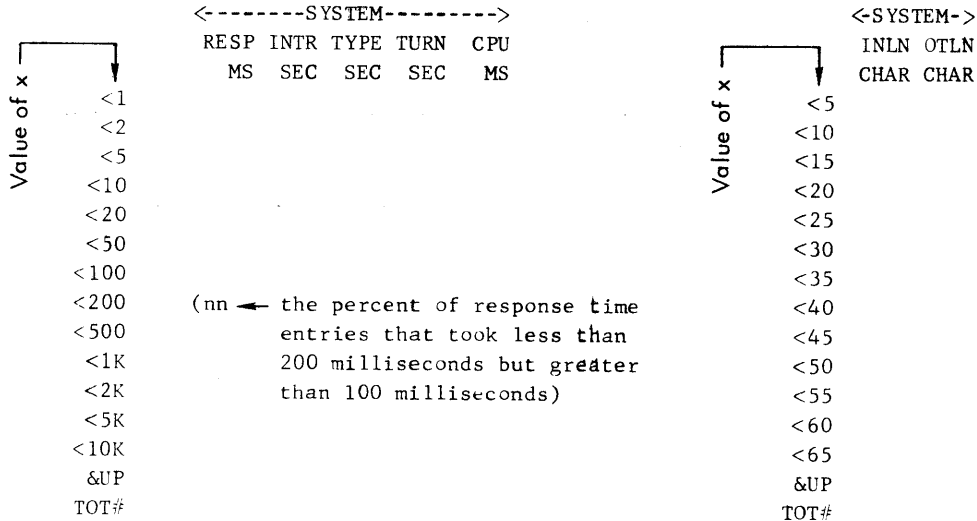 <--------SYSTEM--------->
RESP INTR TYPE TURN CPU
MS SEC SEC SEC MS
Value of x
<1
<2
<5
<10
<20
<50
<100
<200 (nn ← the percent of response time
<500 entries that took less than
<1K 200 milliseconds but greater
<2K than 100 milliseconds)
<5K
<10K
&UP
TOT#
<-SYSTEM->
INLN OTLN
CHAR CHAR
Value of x
<5
<10
<15
<20
<25
<30
<35
<40
<45
<50
<55
<60
<65
&UP
TOT#